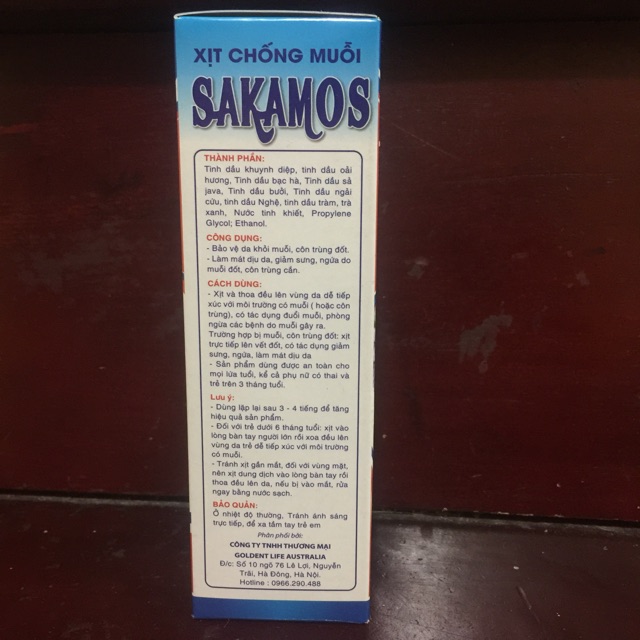 XỊT CHỐNG MUỖI
SAKAMOS
THÀNH PHẦN:
Tinh dầu khuynh diệp, tinh dầu oải
hương, Tinh dầu bạc hà, Tinh dầu sả
java, Tinh dầu bưởi, Tinh dầu ngải
cứu, tinh dầu Nghệ, tinh dầu tràm, trà
xanh, Nước tinh khiết, Propylene
Glycol; Ethanol.
CÔNG DỤNG:
- Bảo vệ da khỏi muỗi, côn trùng đốt.
- Làm mát dịu da, giảm sưng, ngứa do
muỗi đốt, côn trùng cắn.
CÁCH DÙNG:
- Xịt và thoa đều lên vùng da dễ tiếp
xúc với môi trường có muỗi ( hoặc côn
trùng), có tác dụng đuổi muỗi, phòng
ngừa các bệnh do muỗi gây ra.
Trường hợp bị muỗi, côn trùng đốt: xịt
trực tiếp lên vết đốt, có tác dụng giảm
sưng, ngứa, làm mát dịu da
- Sản phẩm dùng được an toàn cho
mọi lứa tuổi, kể cả phụ nữ có thai và
trẻ trên 3 tháng tuổi.
Lưu ý:
- Dùng lặp lại sau 3 - 4 tiếng để tăng
hiệu quả sản phẩm.
- Đối với trẻ dưới 6 tháng tuổi: xịt vào
lòng bàn tay người lớn rồi xoa đều lên
vùng da trẻ dễ tiếp xúc với môi trường
có muỗi.
- Tránh xịt gần mắt, đối với vùng mặt,
nên xịt dung dịch vào lòng bàn tay rồi
thoa đều lên da, nếu bị vào mắt, rửa
ngay bằng nước sạch.
BẢO QUẢN:
Ở nhiệt độ thường, Tránh ánh sáng
trực tiếp, để xa tầm tay trẻ em
Phân phối bởi:
CÔNG TY TNHH THƯƠNG MẠI
GOLDENT LIFE AUSTRALIA
Đ/c: Số 10 ngõ 76 Lê Lợi, Nguyễn
Trãi, Hà Đông, Hà Nội.
Hotline : 0966.290.488